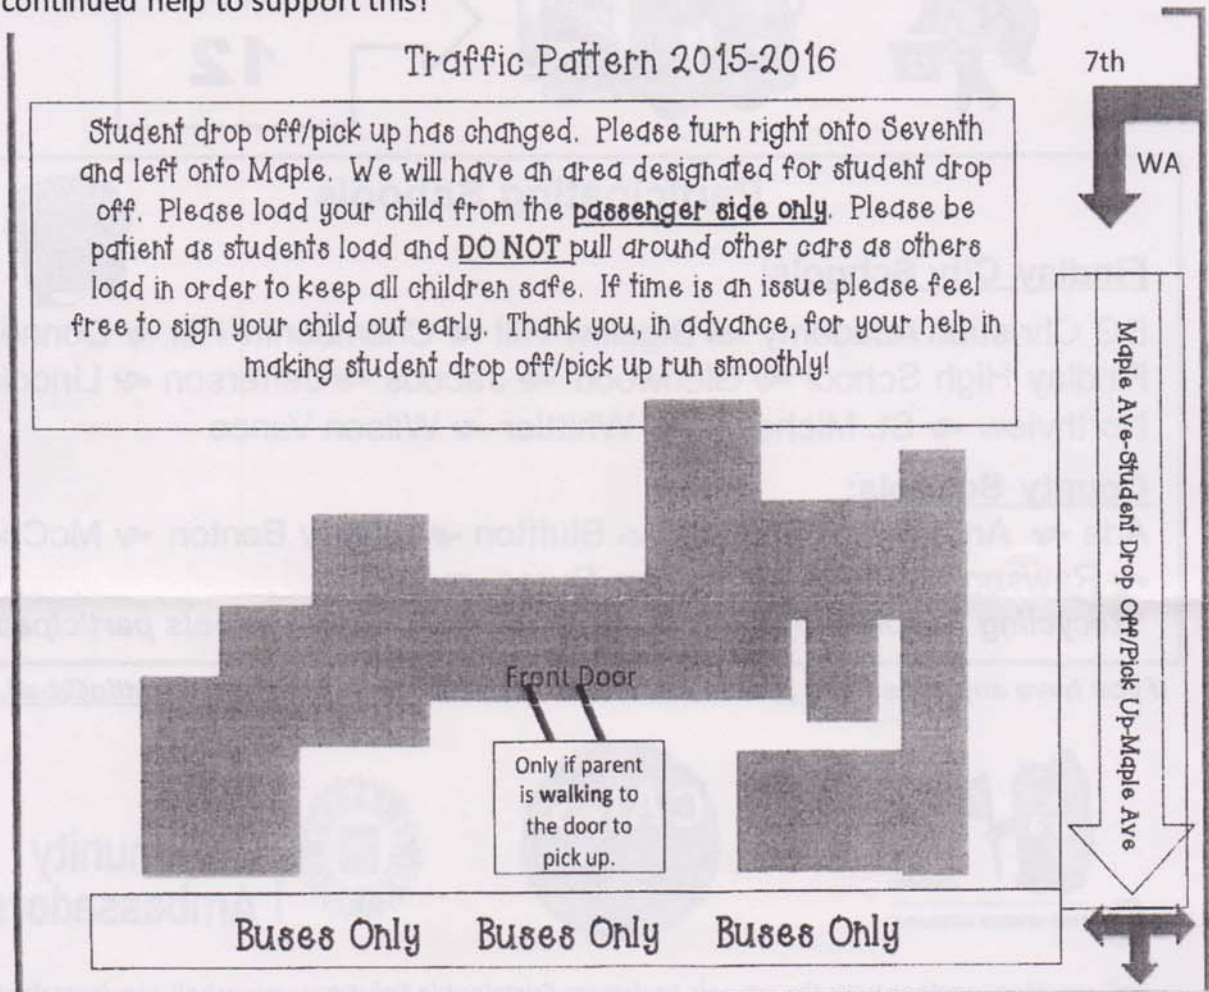 continued help to support this!
Traffic Pattern 2015-2016
7th
WA
Student drop off/pick up has changed. Please turn right onto Seventh
and left onto Maple. We will have an area designated for student drop
off. Please load your child from the passenger side only. Please be
patient as students load and DO NOT pull around other cars as others
load in order to keep all children safe. If time is an issue please feel
free to sign your child out early. Thank you, in advance, for your help in
making student drop off/pick up run smoothly!
Maple Ave-Student Drop Off/Pick Up-Maple Ave
Front Door
Only if parent
is walking to
the door to
pick up.
Buses Only Buses Only Buses Only